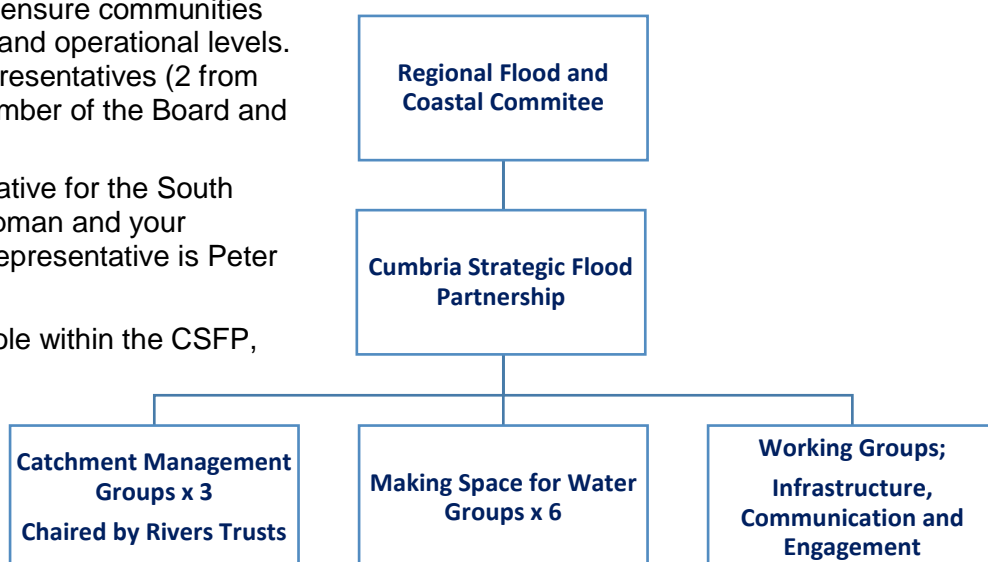 ensure communities
and operational levels.
resentatives (2 from
mber of the Board and
ative for the South
oman and your
epresentative is Peter
ole within the CSFP,
Regional Flood and
Coastal Commitee
Cumbria Strategic Flood
Partnership
Catchment Management
Groups x 3
Chaired by Rivers Trusts
Making Space for Water
Groups x 6
Working Groups;
Infrastructure,
Communication and
Engagement